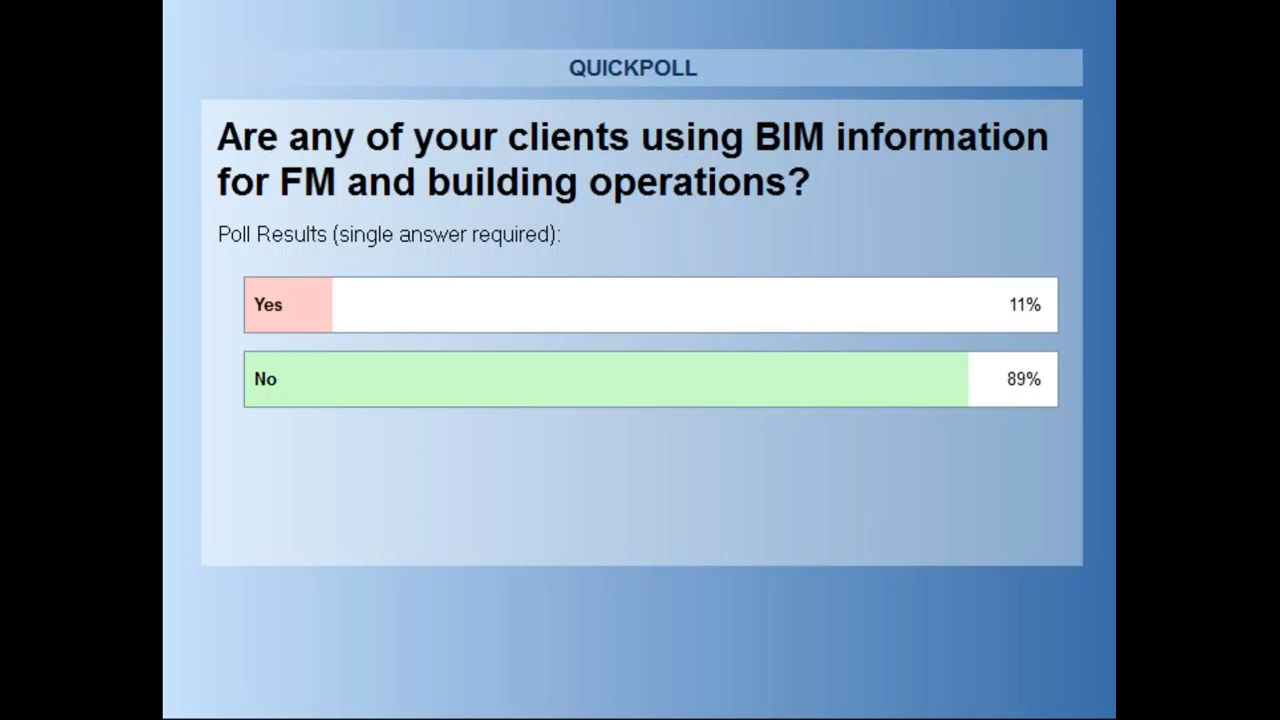 QUICKPOLL
Are any of your clients using BIM information
for FM and building operations?
Poll Results (single answer required):
Yes 11%
No 89%